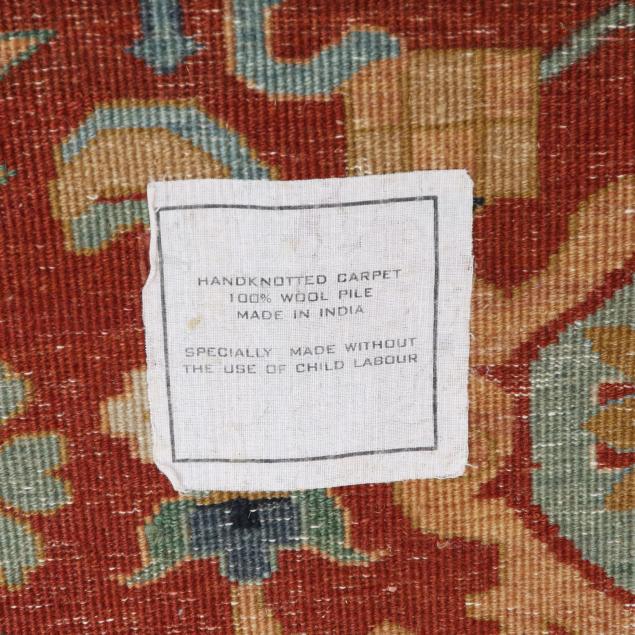 HANDKNOTTED CARPET
100% WOOL PILE
MADE IN INDIA
SPECIALLY MADE WITHOUT
THE USE OF CHILD LABOUR